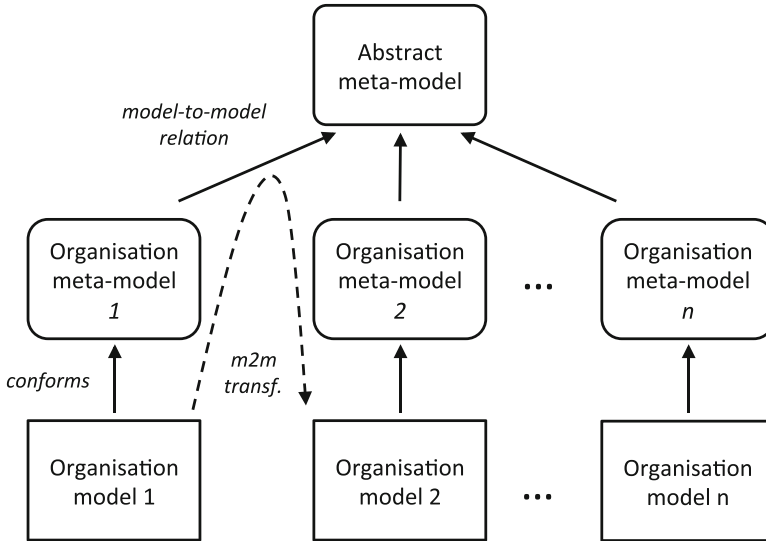 Abstract
meta-model
model-to-model
relation
Organisation
meta-model
1
Organisation
meta-model
2
...
Organisation
meta-model
n
conforms
m2m
transf.
Organisation
model 1
Organisation
model 2
...
Organisation
model n